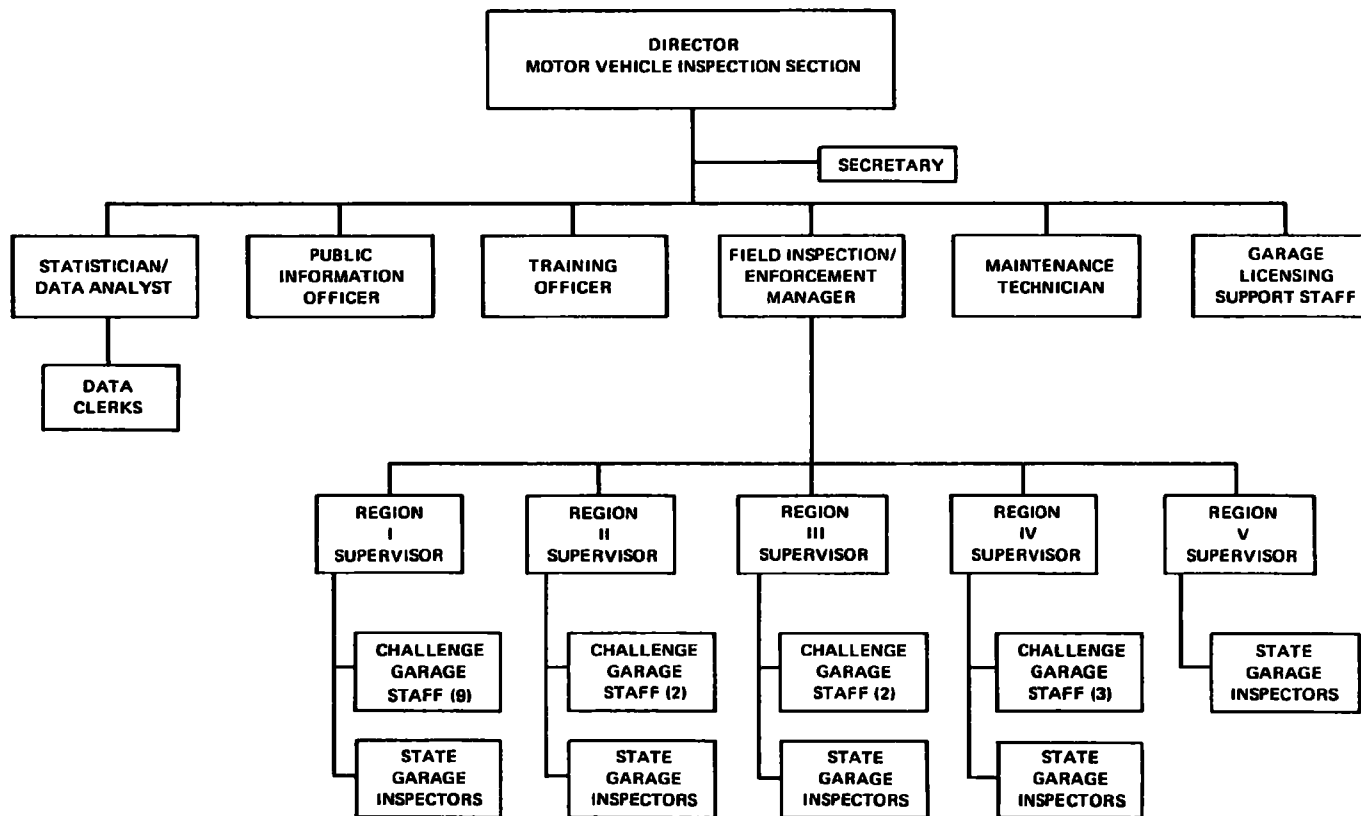 DIRECTOR
MOTOR VEHICLE INSPECTION SECTION
SECRETARY
STATISTICIAN/
DATA ANALYST
PUBLIC
INFORMATION
OFFICER
TRAINING
OFFICER
FIELD INSPECTION/
ENFORCEMENT
MANAGER
MAINTENANCE
TECHNICIAN
GARAGE
LICENSING
SUPPORT STAFF
DATA
CLERKS
REGION
I
SUPERVISOR
REGION
II
SUPERVISOR
REGION
III
SUPERVISOR
REGION
IV
SUPERVISOR
REGION
V
SUPERVISOR
CHALLENGE
GARAGE
STAFF (9)
CHALLENGE
GARAGE
STAFF (2)
CHALLENGE
GARAGE
STAFF (2)
CHALLENGE
GARAGE
STAFF (3)
STATE
GARAGE
INSPECTORS
STATE
GARAGE
INSPECTORS
STATE
GARAGE
INSPECTORS
STATE
GARAGE
INSPECTORS
STATE
GARAGE
INSPECTORS